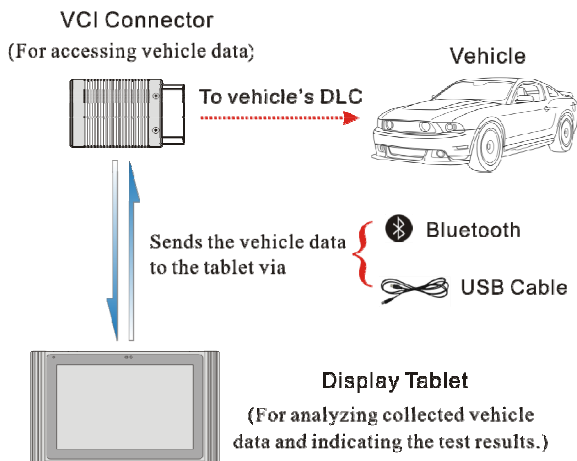 VCI Connector
(For accessing vehicle data)
Vehicle
To vehicle's DLC
Sends the vehicle data
to the tablet via
Bluetooth
USB Cable
Display Tablet
(For analyzing collected vehicle
data and indicating the test results.)